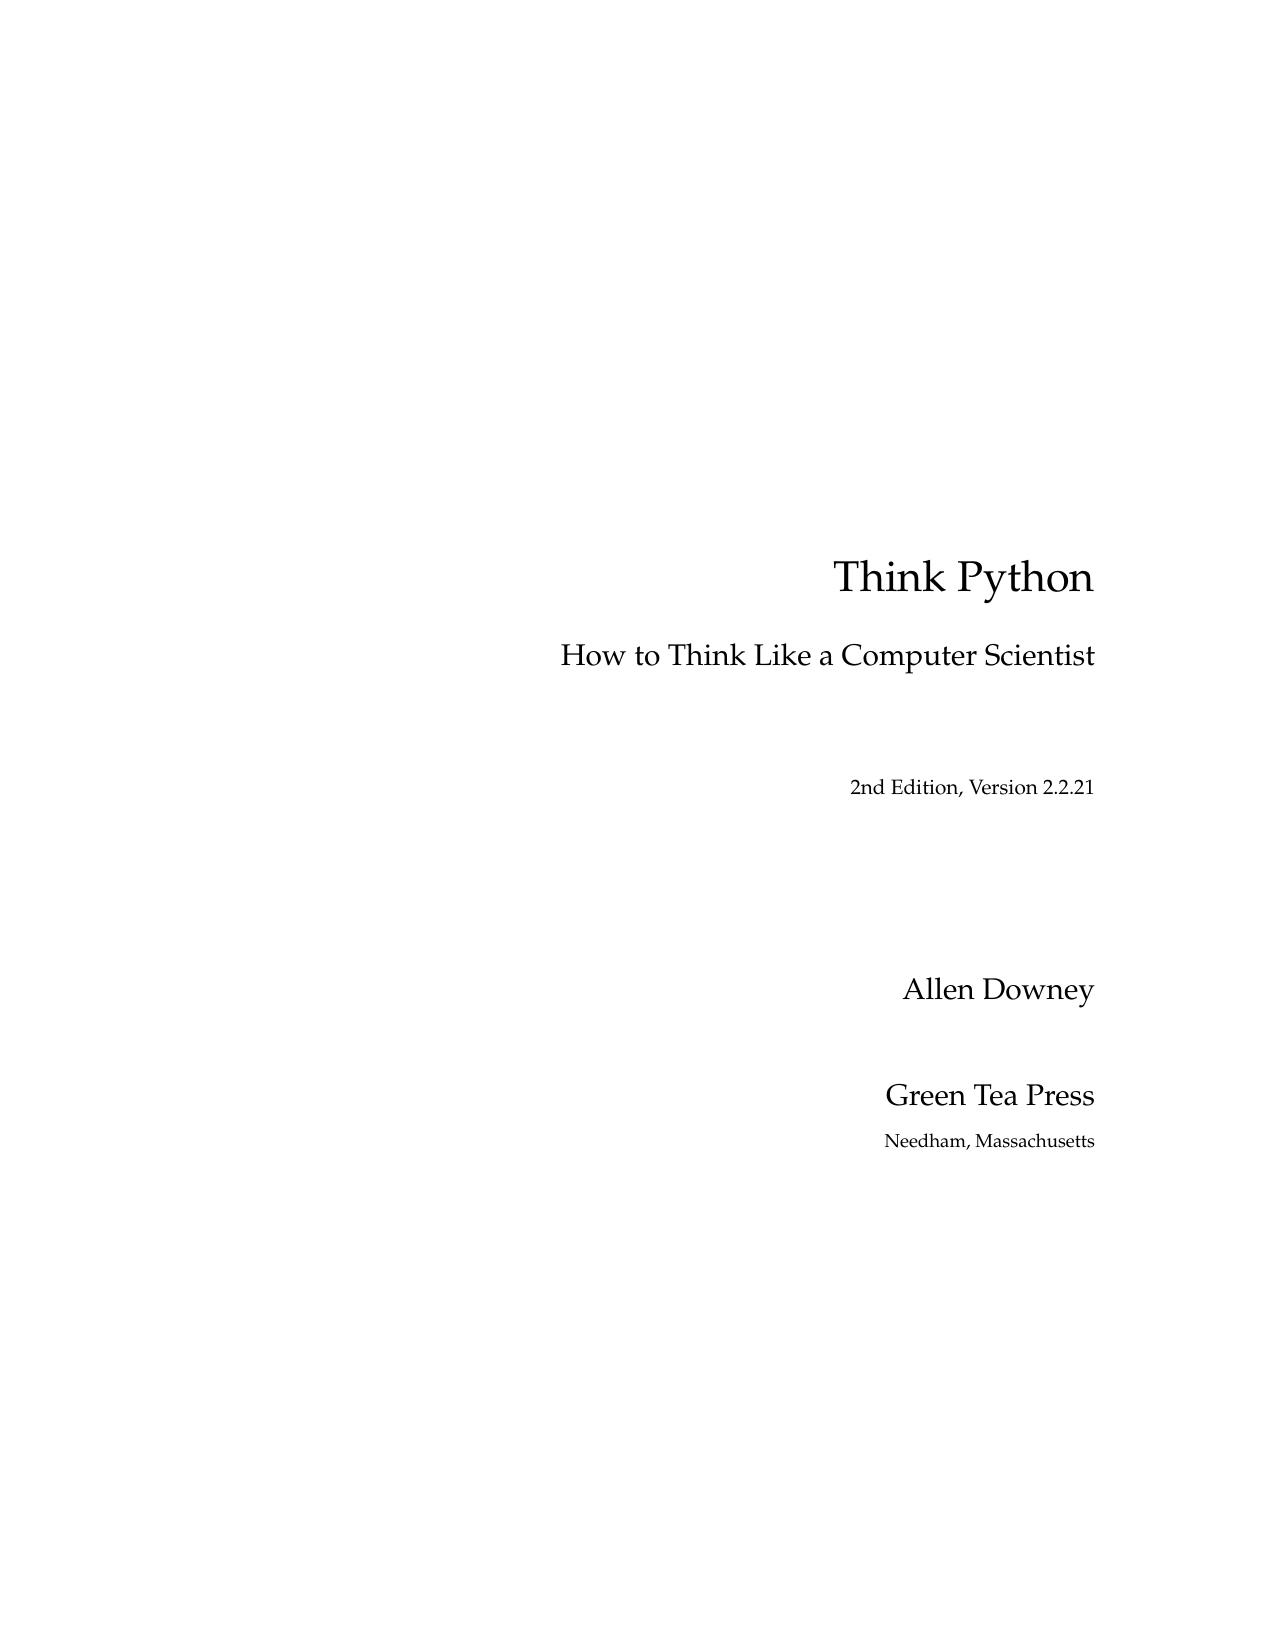 Think Python
How to Think Like a Computer Scientist
2nd Edition, Version 2.2.21
Allen Downey
Green Tea Press
Needham, Massachusetts